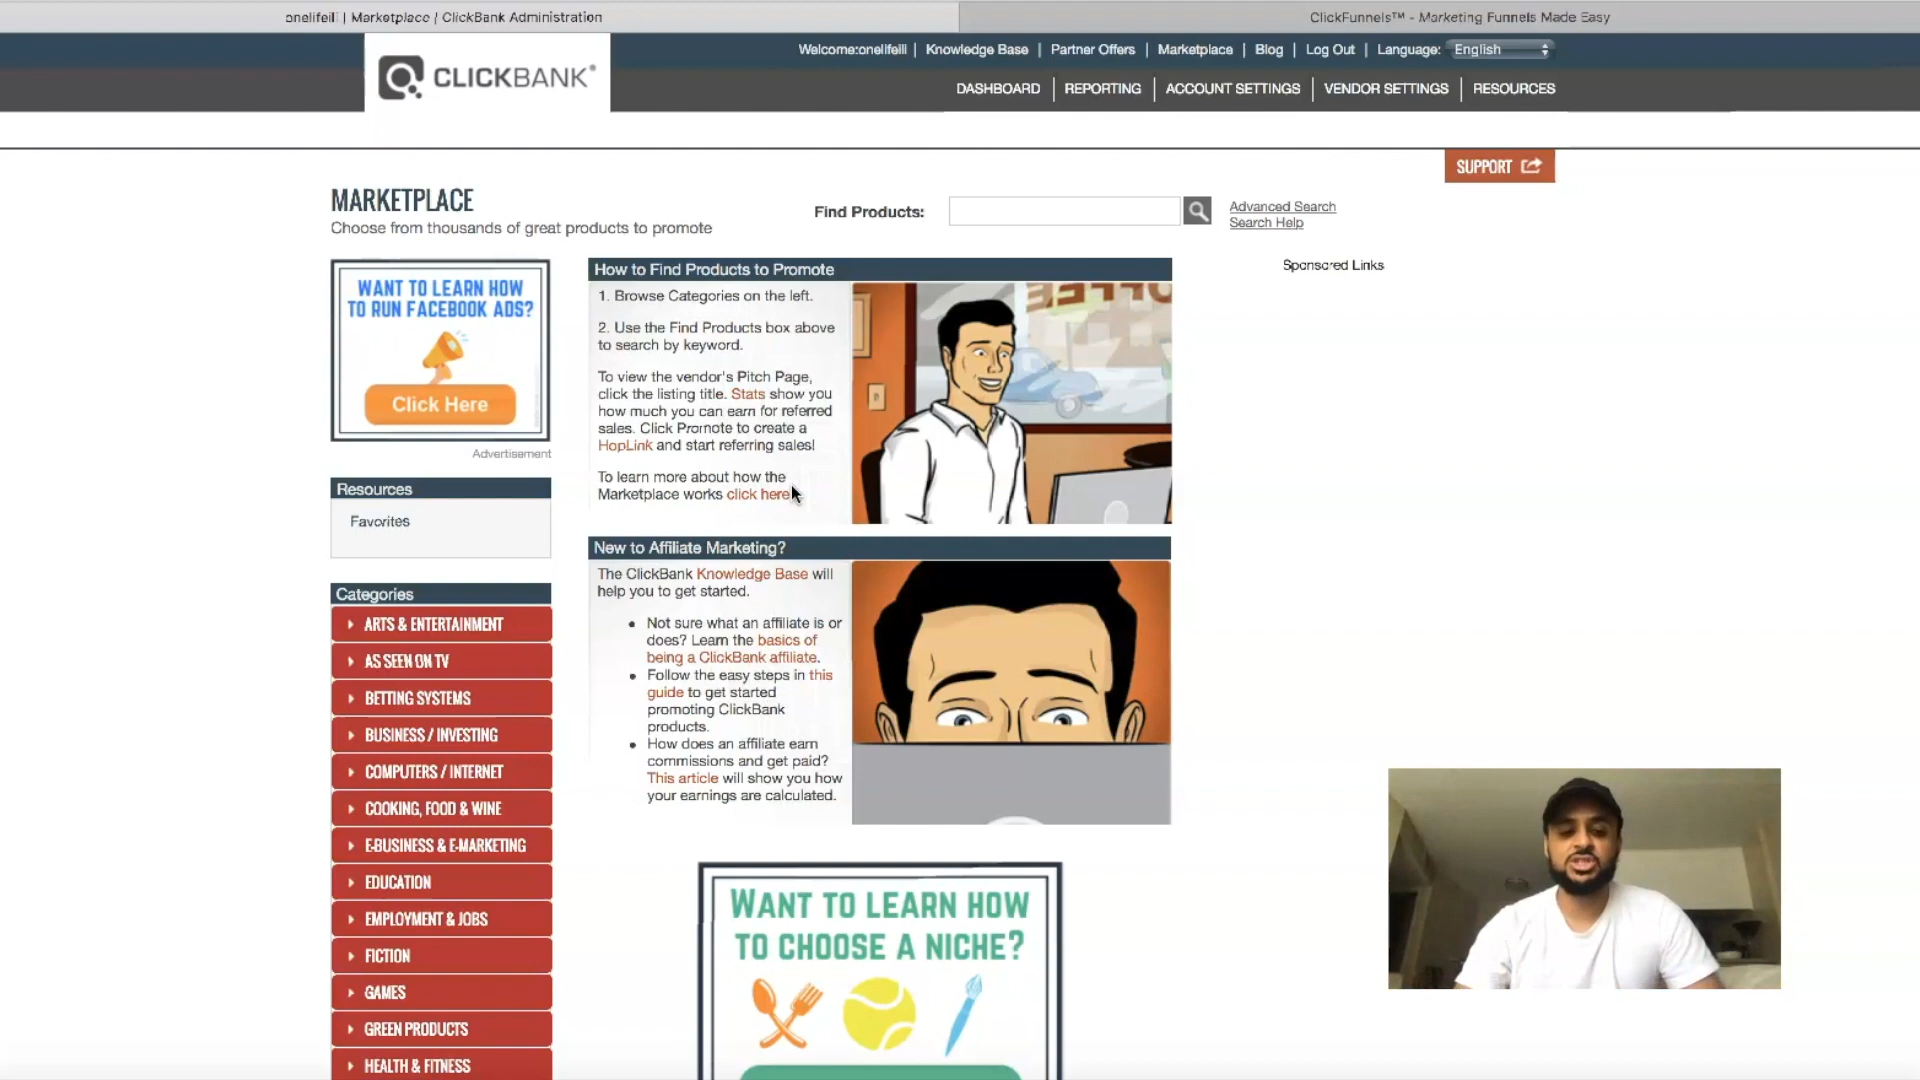 onelifeili | Marketplace / ClickBank Administration
ClickFunnels™ - Marketing Funnels Made Easy
Welcome:onelifeili | Knowledge Base | Partner Offers | Marketplace | Blog | Log Out | Language: English
CLICKBANK®
DASHBOARD | REPORTING | ACCOUNT SETTINGS | VENDOR SETTINGS | RESOURCES
SUPPORT
MARKETPLACE
Choose from thousands of great products to promote
Find Products:
Advanced Search
Search Help
WANT TO LEARN HOW
TO RUN FACEBOOK ADS?
Click Here
Advertisement
Resources
Favorites
Categories
ARTS & ENTERTAINMENT
AS SEEN ON TV
BETTING SYSTEMS
BUSINESS / INVESTING
COMPUTERS / INTERNET
COOKING, FOOD & WINE
E-BUSINESS & E-MARKETING
EDUCATION
EMPLOYMENT & JOBS
FICTION
GAMES
GREEN PRODUCTS
HEALTH & FITNESS
How to Find Products to Promote
1. Browse Categories on the left.
2. Use the Find Products box above
to search by keyword.
To view the vendor's Pitch Page,
click the listing title. Stats show you
how much you can earn for referred
sales. Click Promote to create a
HopLink and start referring sales!
To learn more about how the
Marketplace works click here
New to Affiliate Marketing?
The ClickBank Knowledge Base will
help you to get started.
Not sure what an affiliate is or
does? Learn the basics of
being a ClickBank affiliate.
Follow the easy steps in this
guide to get started
promoting ClickBank
products.
How does an affiliate earn
commissions and get paid?
This article will show you how
your earnings are calculated.
WANT TO LEARN HOW
TO CHOOSE A NICHE?
Sponsored Links